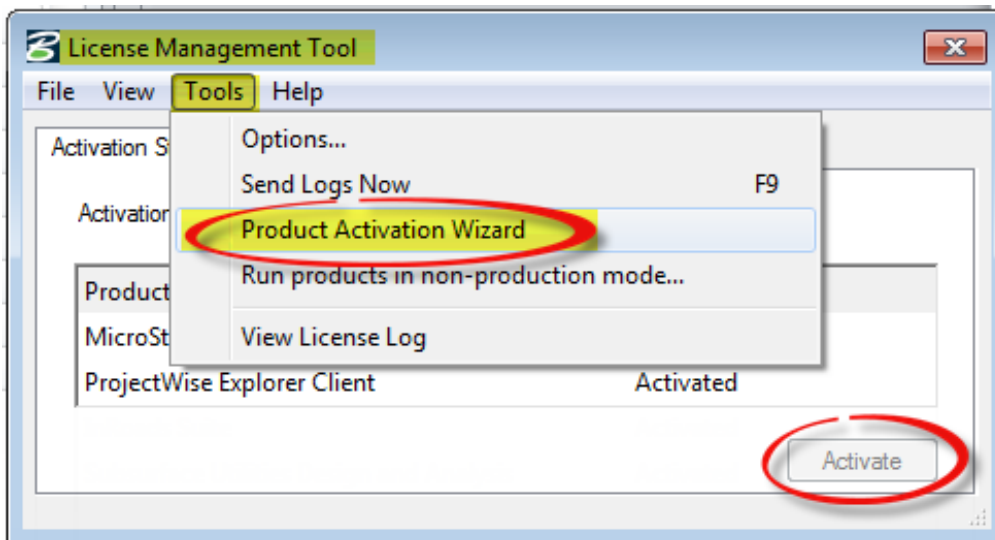 License Management Tool
File View Tools Help
Activation S
Options...
Send Logs Now F9
Activation
Product Activation Wizard
Run products in non-production mode...
Product
MicroSt
View License Log
ProjectWise Explorer Client Activated
Activate